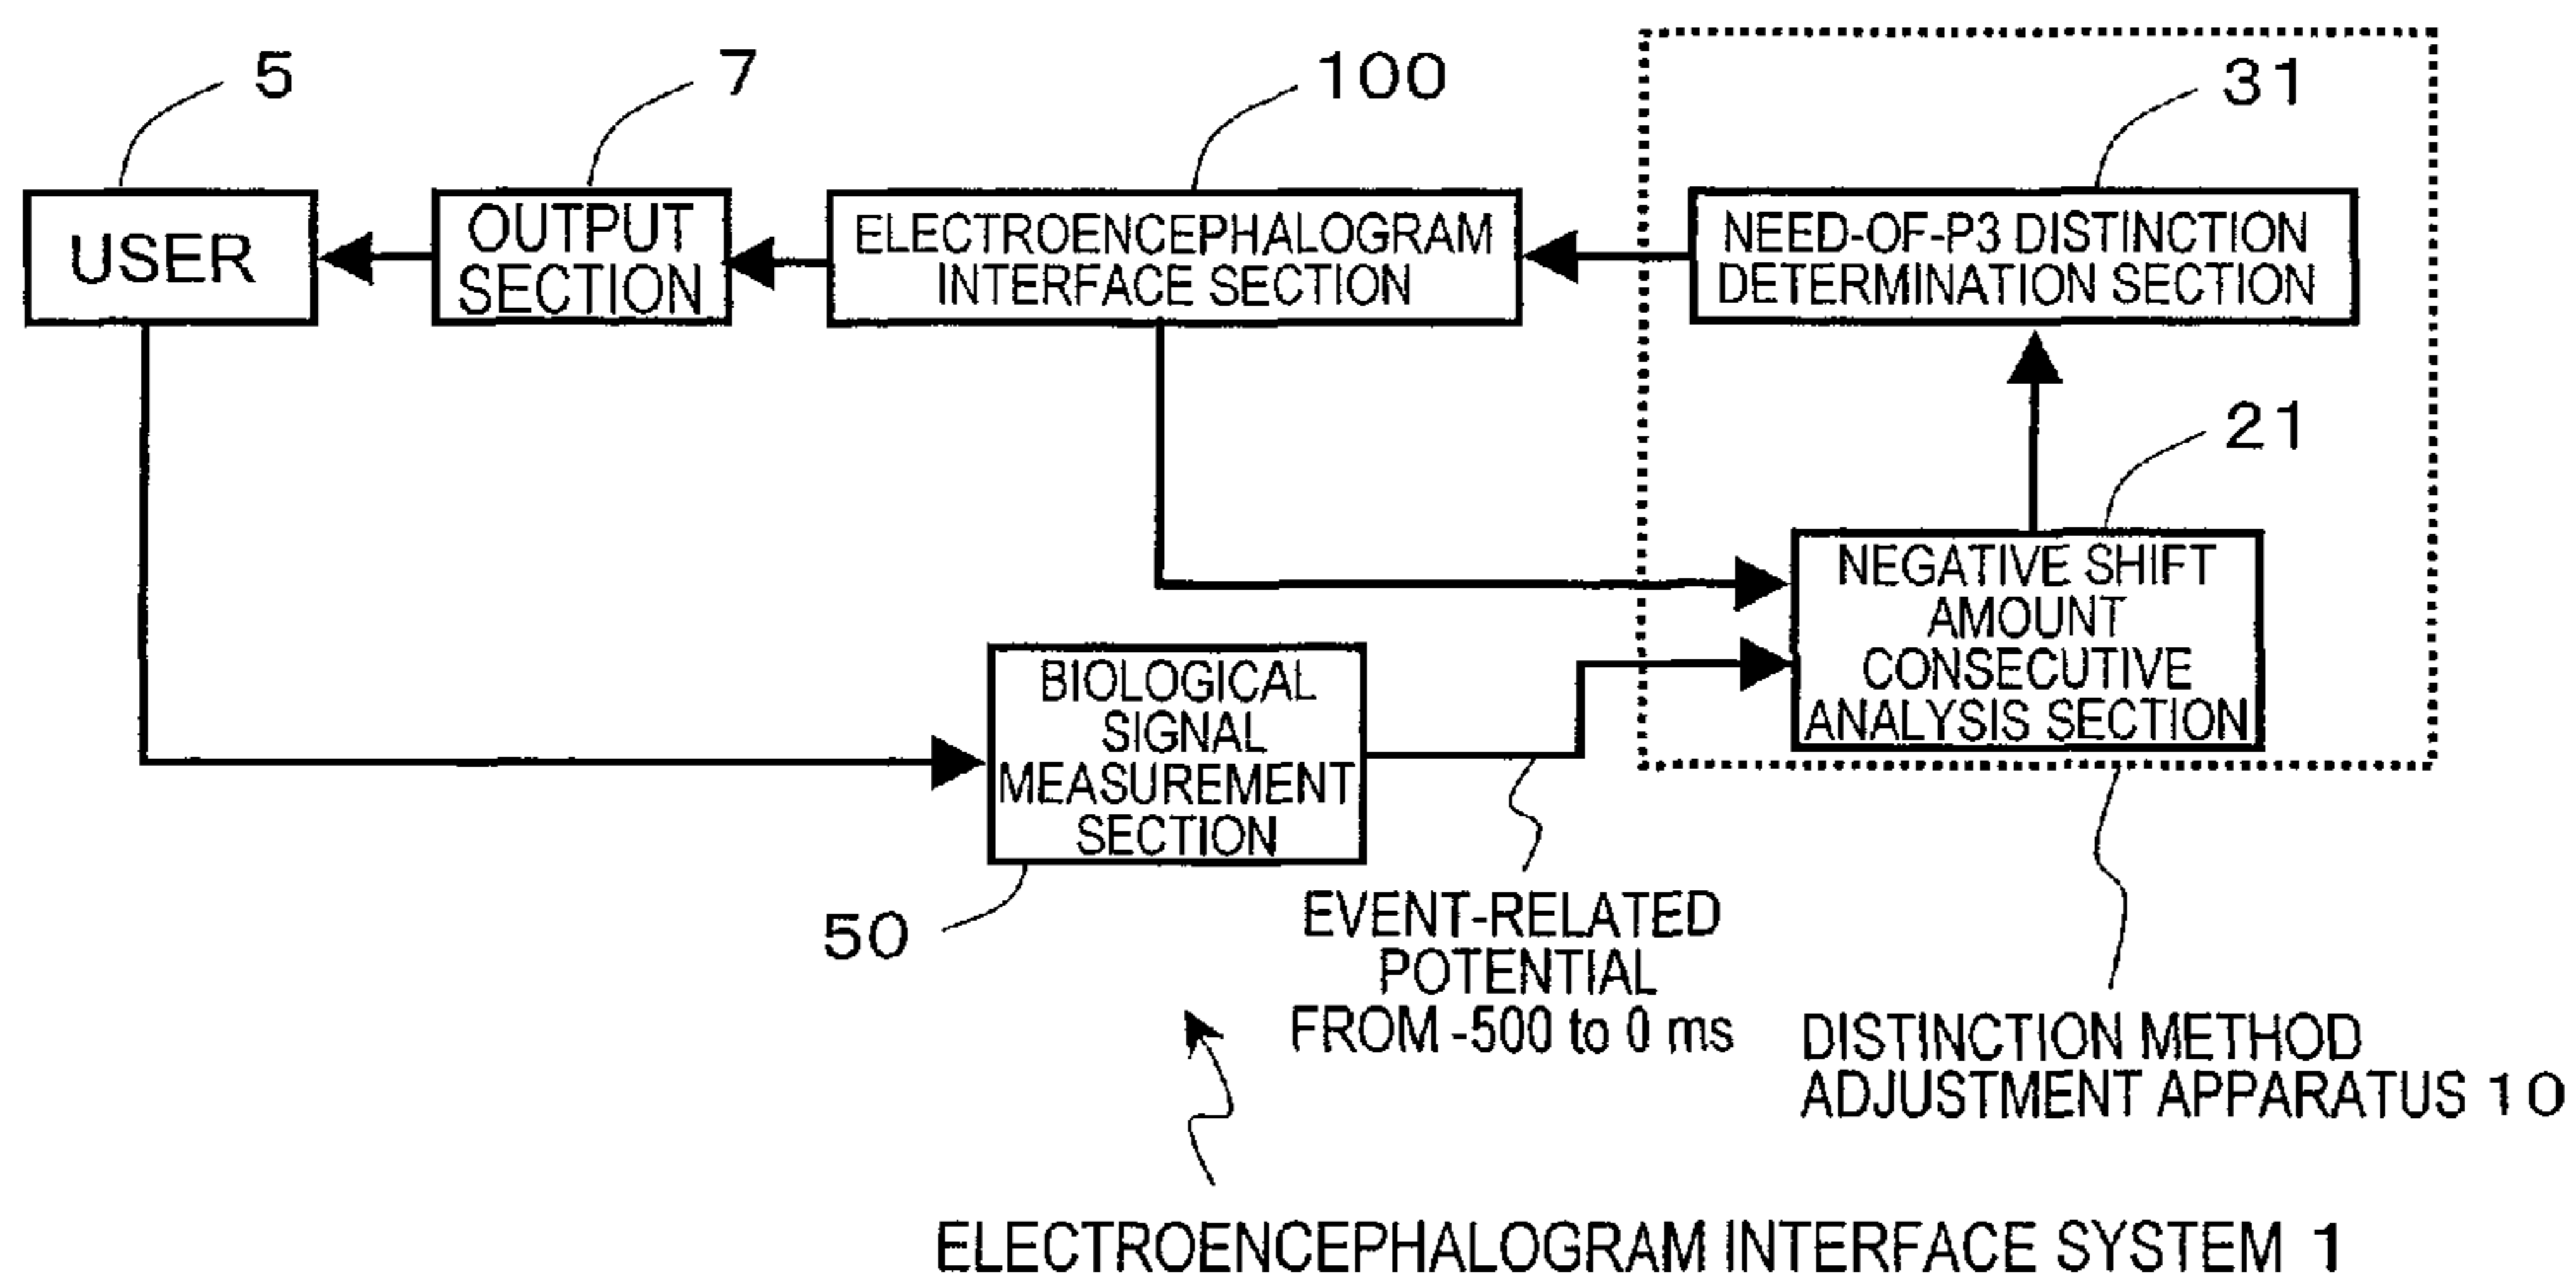 5
7
100
31
USER
OUTPUT
SECTION
ELECTROENCEPHALOGRAM
INTERFACE SECTION
NEED-OF-P3 DISTINCTION
DETERMINATION SECTION
21
NEGATIVE SHIFT
AMOUNT
CONSECUTIVE
ANALYSIS SECTION
BIOLOGICAL
SIGNAL
MEASUREMENT
SECTION
50
EVENT-RELATED
POTENTIAL
FROM -500 to 0 ms
DISTINCTION METHOD
ADJUSTMENT APPARATUS 10
ELECTROENCEPHALOGRAM INTERFACE SYSTEM 1